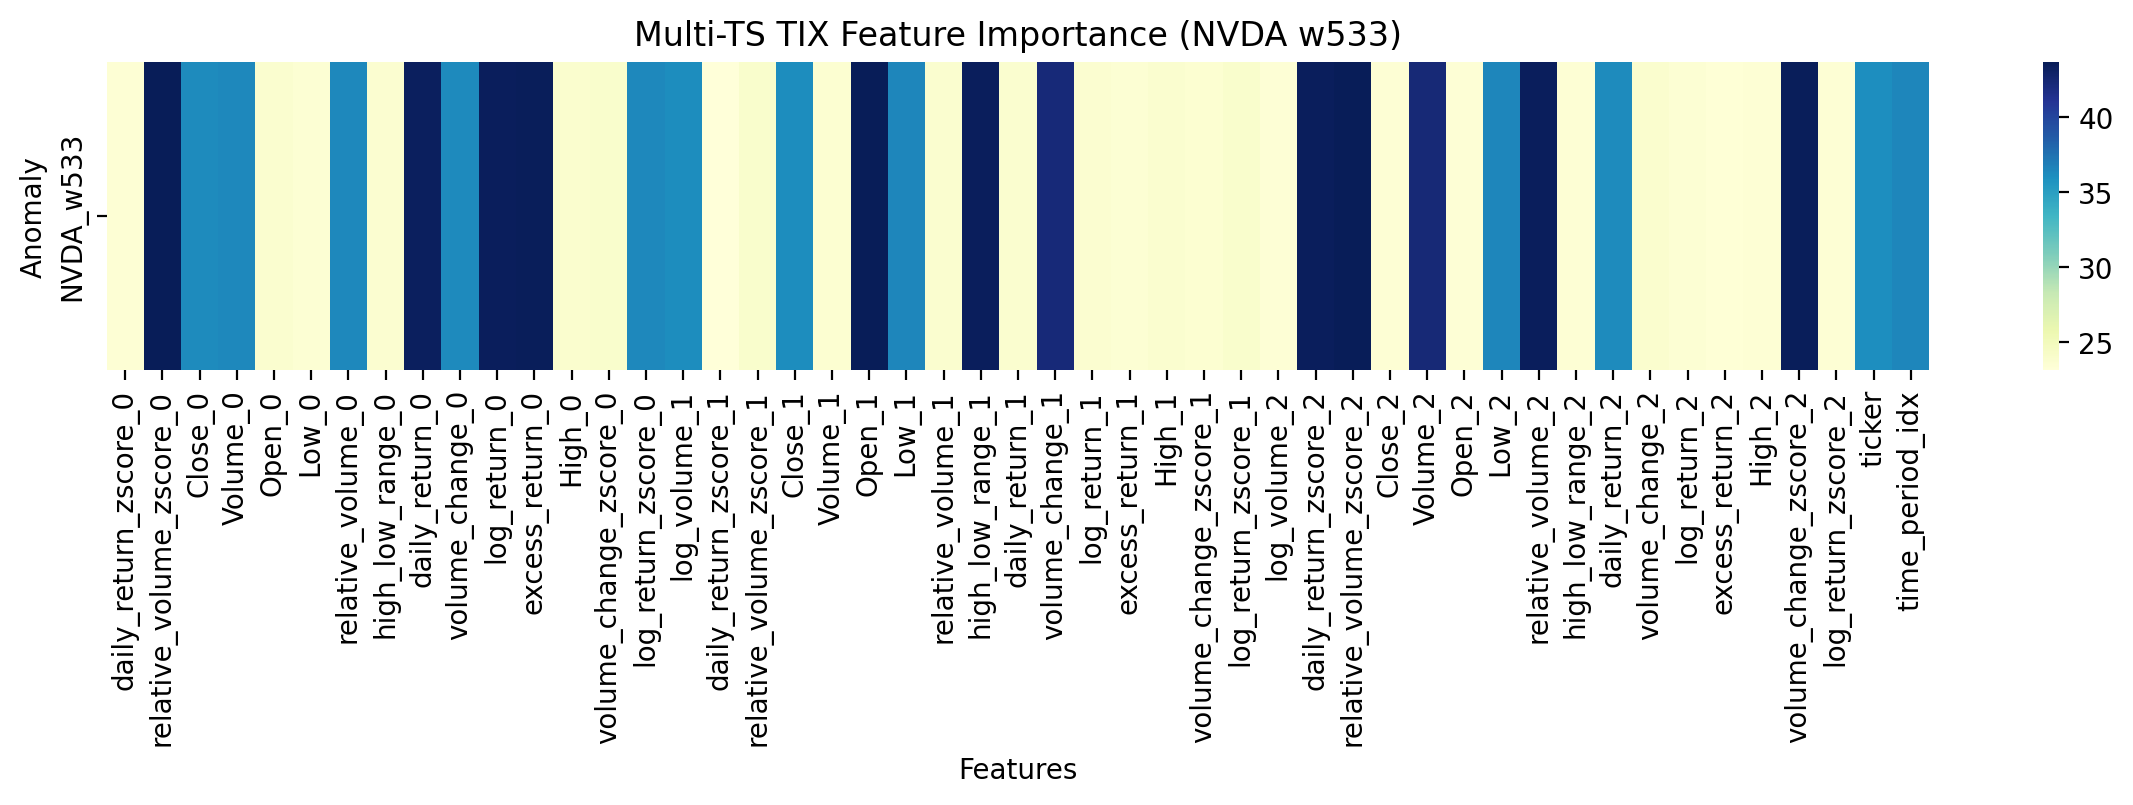 Multi-TS TIX Feature Importance (NVDA w533)
Anomaly
NVDA_w533
40
35
30
25
daily_return_zscore_0
relative_volume_zscore_0
Close_0
Volume_0
Open_0
Low_0
relative_volume_0
high_low_range_0
daily_return_0
volume_change_0
log_return_0
excess_return_0
High_0
volume_change_zscore_0
log_return_zscore_0
log_volume_1
daily_return_zscore_1
relative_volume_zscore_1
Close_1
Volume_1
Open_1
Low_1
relative_volume_1
high_low_range_1
daily_return_1
volume_change_1
log_return_1
excess_return_1
High_1
volume_change_zscore_1
log_return_zscore_1
log_volume_2
daily_return_zscore_2
relative_volume_zscore_2
Close_2
Volume_2
Open_2
Low_2
relative_volume_2
high_low_range_2
daily_return_2
volume_change_2
log_return_2
excess_return_2
High_2
volume_change_zscore_2
log_return_zscore_2
ticker
time_period_idx
Features